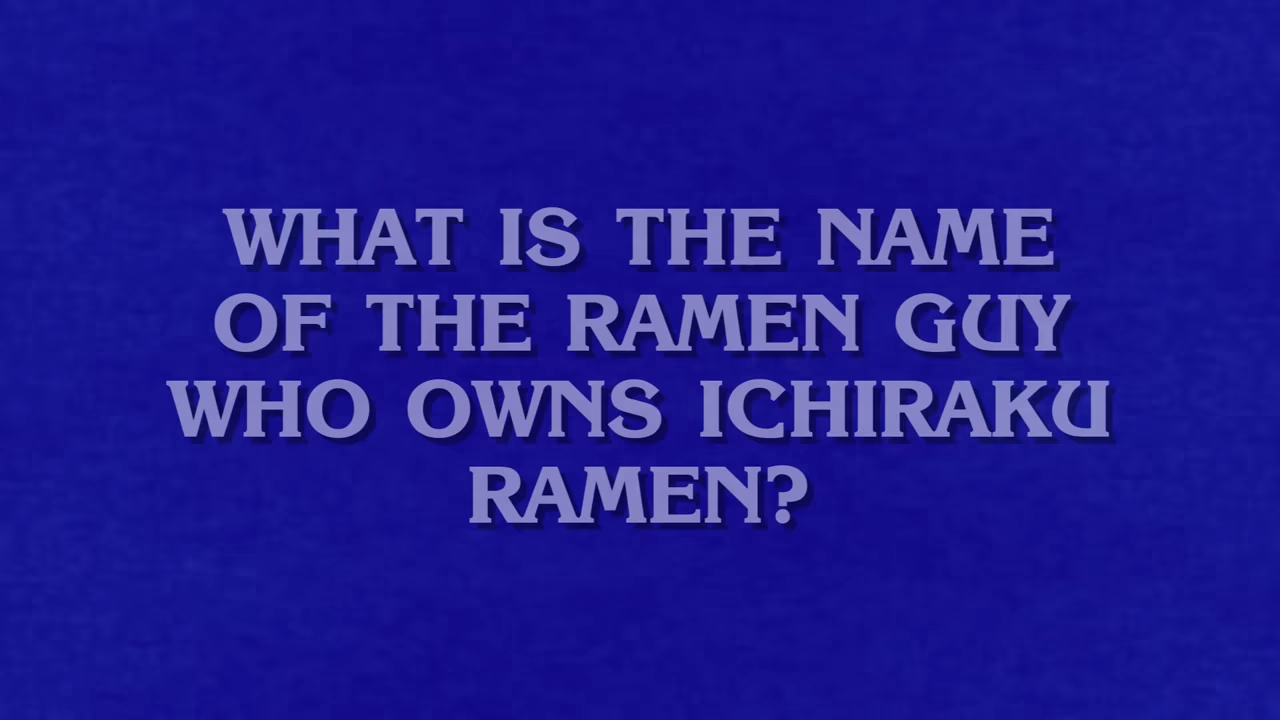 WHAT IS THE NAME
OF THE RAMEN GUY
WHO OWNS ICHIRAKU
RAMEN?